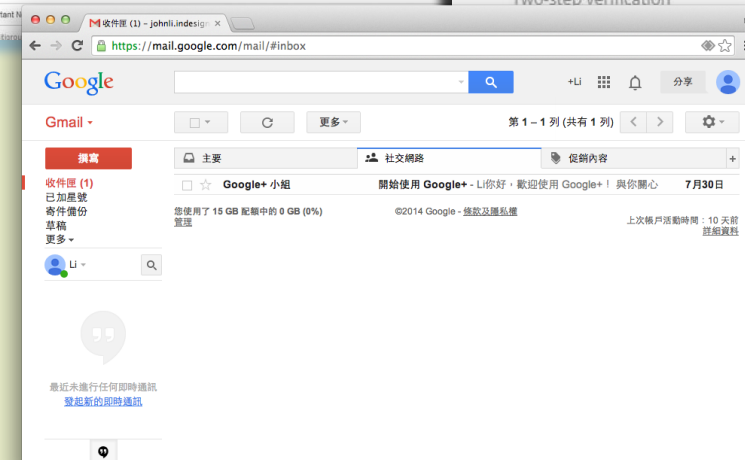 Two-step verification
tant N
收件匣 (1) - johnli.indesign
https://mail.google.com/mail/#inbox
Google
+Li
分享
Gmail
更多
第 1 – 1 列 (共有 1 列)
撰寫
主要
社交網路
促銷內容
+
收件匣 (1)
已加星號
寄件備份
草稿
更多
Google+ 小組
開始使用 Google+ - Li你好，歡迎使用 Google+！ 與你關心
7月30日
您使用了 15 GB 配額中的 0 GB (0%)
管理
©2014 Google - 條款及隱私權
上次帳戶活動時間：10 天前
詳細資料
Li
最近未進行任何即時通訊
發起新的即時通訊